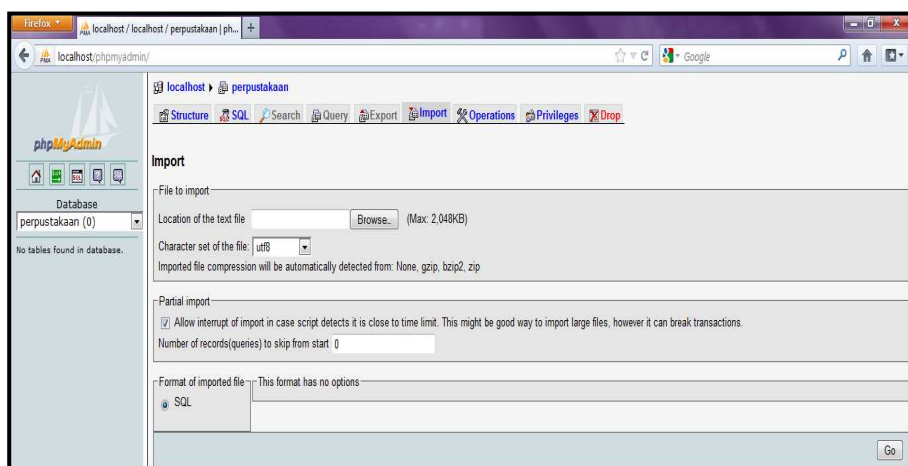 Firefox
localhost / localhost / perpustakaan | ph...
localhost/phpmyadmin/
Google
phpMyAdmin
Database
perpustakaan (0)
No tables found in database.
localhost perpustakaan
Structure SQL Search Query Export Import Operations Privileges Drop
Import
File to import
Location of the text file Browse.. (Max: 2,048KB)
Character set of the file: utf8
Imported file compression will be automatically detected from: None, gzip, bzip2, zip
Partial import
Allow interrupt of import in case script detects it is close to time limit. This might be good way to import large files, however it can break transactions.
Number of records(queries) to skip from start 0
Format of imported file This format has no options
SQL
Go